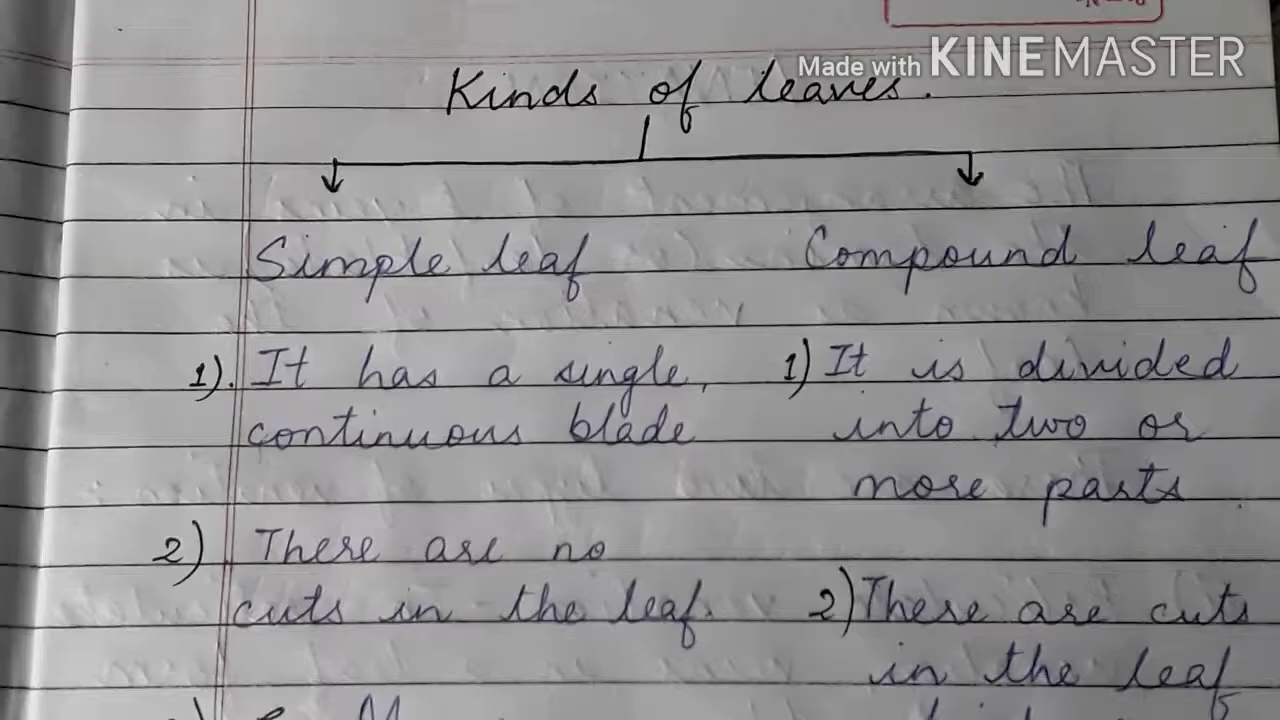 Made with KINEMASTER
Kinds of leaves.
Simple leaf
Compound leaf
1). It has a single,
continuous blade
2) There are no
cuts in the leaf.
1) It is divided
into two or
more parts.
2) There are cuts
in the leaf